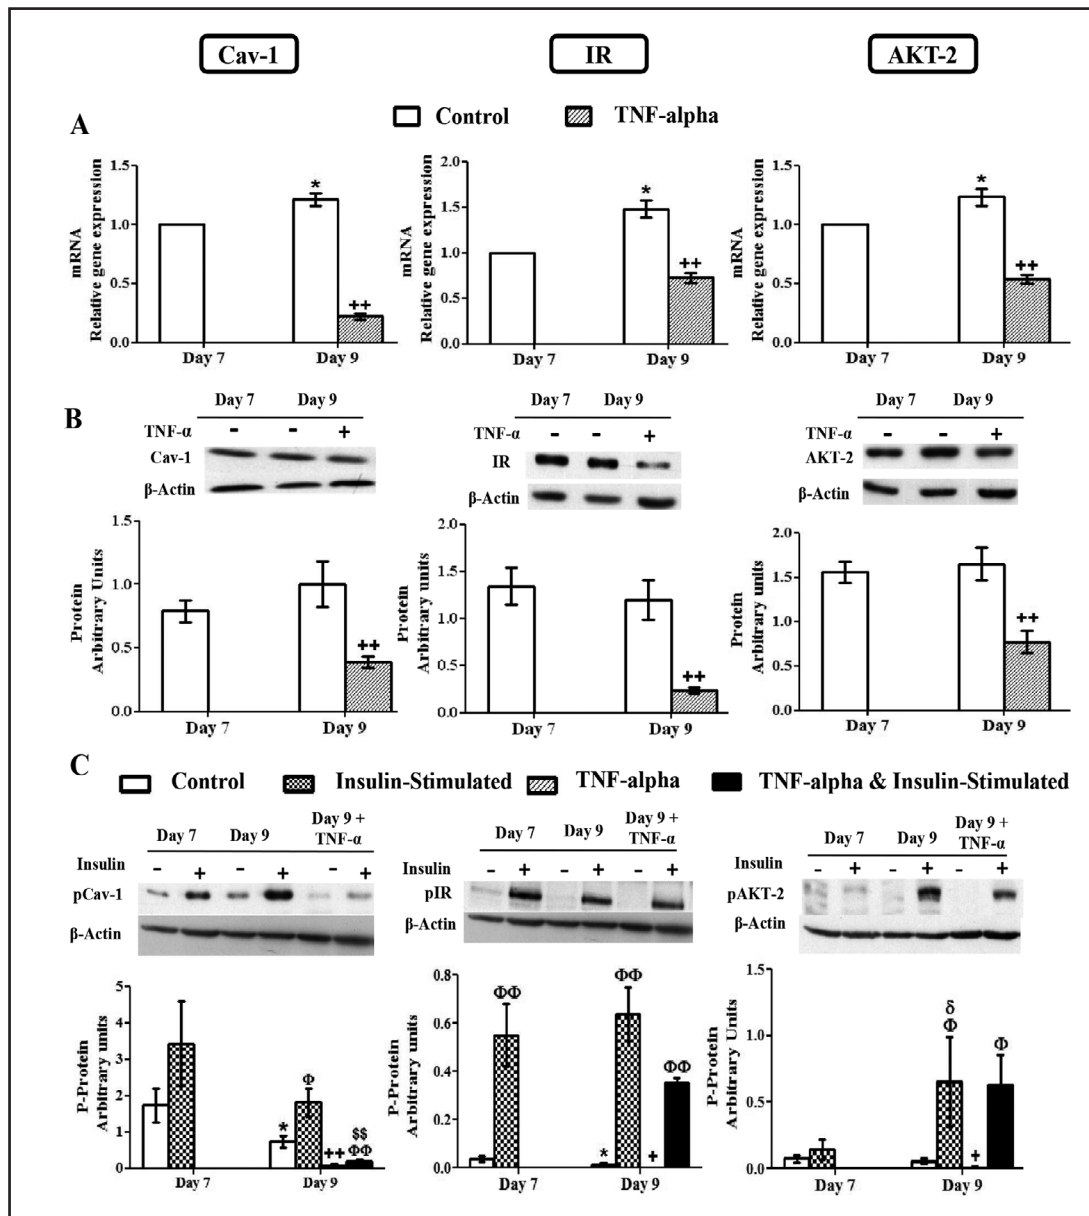 Cav-1 IR AKT-2
A Control TNF-alpha
mRNA
Relative gene expression
1.5
1.0
0.5
0.0
Day 7 Day 9
* ++
mRNA
Relative gene expression
2.0
1.5
1.0
0.5
0.0
Day 7 Day 9
* ++
mRNA
Relative gene expression
1.5
1.0
0.5
0.0
Day 7 Day 9
* ++
B
Day 7 Day 9
TNF-α - - +
Cav-1
β-Actin
Day 7 Day 9
- - +
IR
β-Actin
Day 7 Day 9
TNF-α - - +
AKT-2
β-Actin
Protein
Arbitrary Units
1.5
1.0
0.5
0.0
Day 7 Day 9
++
Protein
Arbitrary units
2.0
1.5
1.0
0.5
0.0
Day 7 Day 9
++
Protein
Arbitrary units
2.0
1.5
1.0
0.5
0.0
Day 7 Day 9
++
C Control Insulin-Stimulated TNF-alpha TNF-alpha & Insulin-Stimulated
Day 7 Day 9 Day 9 +
TNF-α
Insulin - + - + - +
pCav-1
β-Actin
Day 7 Day 9 Day 9 +
TNF-α
Insulin - + - + - +
pIR
β-Actin
Day 7 Day 9 Day 9 +
TNF-α
Insulin - + - + - +
pAKT-2
β-Actin
P-Protein
Arbitrary units
5
4
3
2
1
0
Day 7 Day 9
* Φ ++ $$
ΦΦ
P-Protein
Arbitrary units
0.8
0.6
0.4
0.2
0.0
Day 7 Day 9
ΦΦ * ΦΦ + ΦΦ
P-Protein
Arbitrary Units
1.5
1.0
0.5
0.0
Day 7 Day 9
δ
Φ + Φ